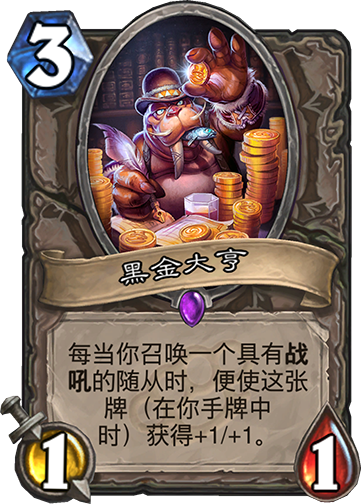 3
黑金大亨
每当你召唤一个具有战
吼的随从时，便使这张
牌（在你手牌中
时）获得+1/+1。
1
1